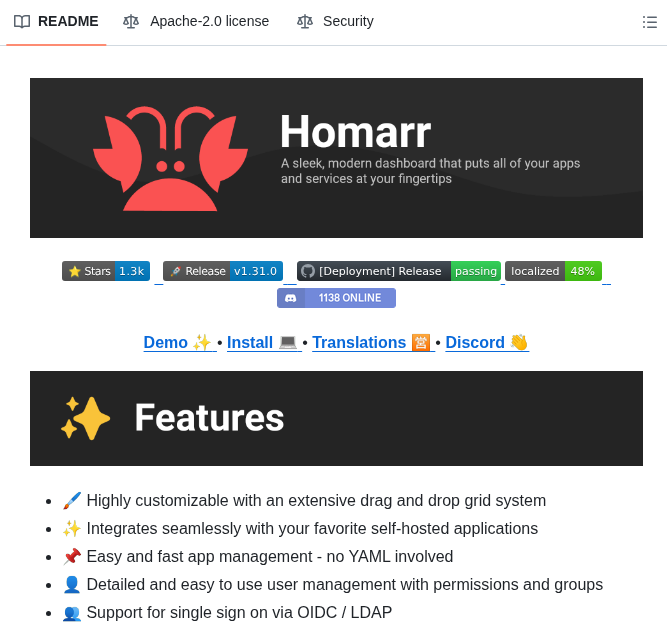 README Apache-2.0 license Security
Homarr
A sleek, modern dashboard that puts all of your apps
and services at your fingertips
⭐ Stars 1.3k 🚀 Release v1.31.0 [Deployment] Release passing localized 48%
1138 ONLINE
Demo ✨ • Install 💻 • Translations 🈺 • Discord 👋
Features
• 🖌️ Highly customizable with an extensive drag and drop grid system
• ✨ Integrates seamlessly with your favorite self-hosted applications
• 📌 Easy and fast app management - no YAML involved
• 👤 Detailed and easy to use user management with permissions and groups
• 👥 Support for single sign on via OIDC / LDAP